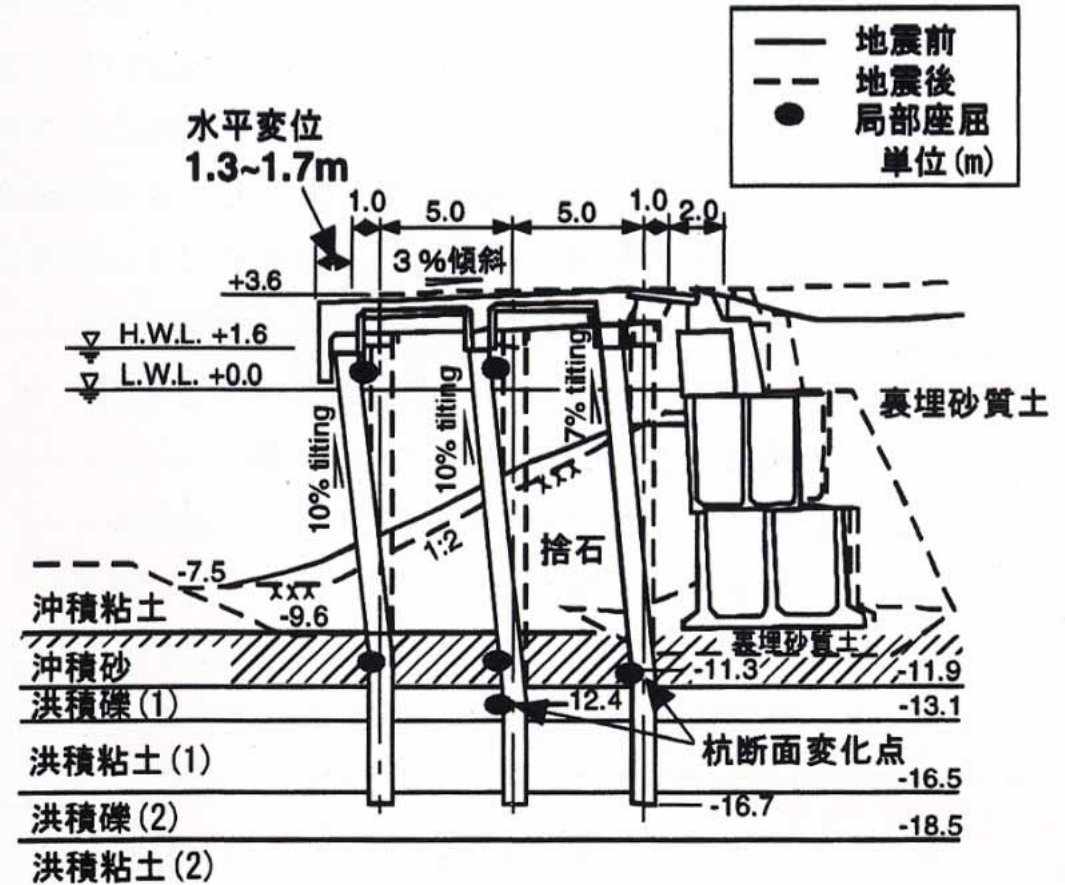 地震前
地震後
局部座屈
単位(m)
水平変位
1.3~1.7m
1.0
5.0
5.0
1.0
2.0
3%傾斜
+3.6
H.W.L. +1.6
L.W.L. +0.0
裏埋砂質土
10% tilting
10% tilting
7% tilting
1:2
捨石
-7.5
-9.6
沖積粘土
裏埋砂質土
沖積砂
-11.3
-11.9
洪積礫(1)
-12.4
-13.1
杭断面変化点
洪積粘土(1)
-16.5
-16.7
洪積礫(2)
-18.5
洪積粘土(2)